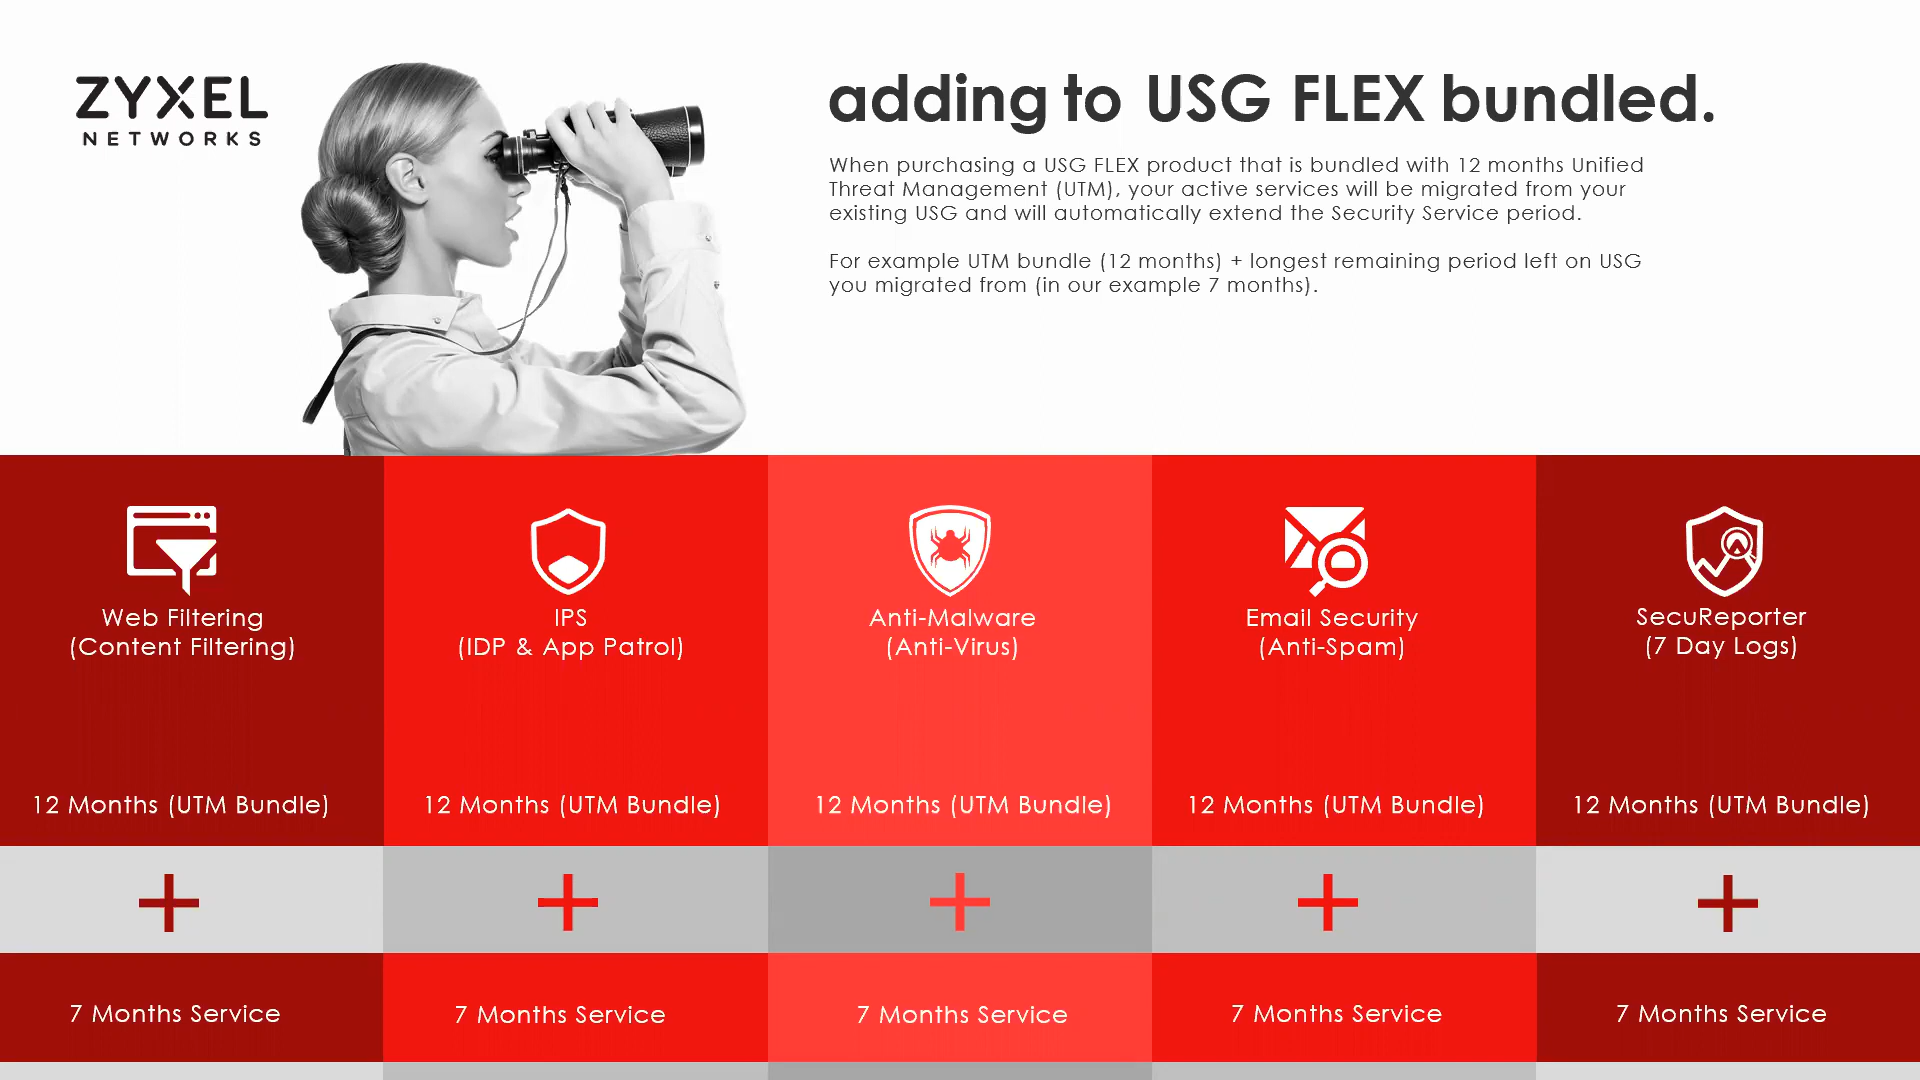 ZYXEL
NETWORKS
adding to USG FLEX bundled.
When purchasing a USG FLEX product that is bundled with 12 months Unified
Threat Management (UTM), your active services will be migrated from your
existing USG and will automatically extend the Security Service period.
For example UTM bundle (12 months) + longest remaining period left on USG
you migrated from (in our example 7 months).
Web Filtering
(Content Filtering)
IPS
(IDP & App Patrol)
Anti-Malware
(Anti-Virus)
Email Security
(Anti-Spam)
SecuReporter
(7 Day Logs)
12 Months (UTM Bundle)
12 Months (UTM Bundle)
12 Months (UTM Bundle)
12 Months (UTM Bundle)
12 Months (UTM Bundle)
+
+
+
+
+
7 Months Service
7 Months Service
7 Months Service
7 Months Service
7 Months Service